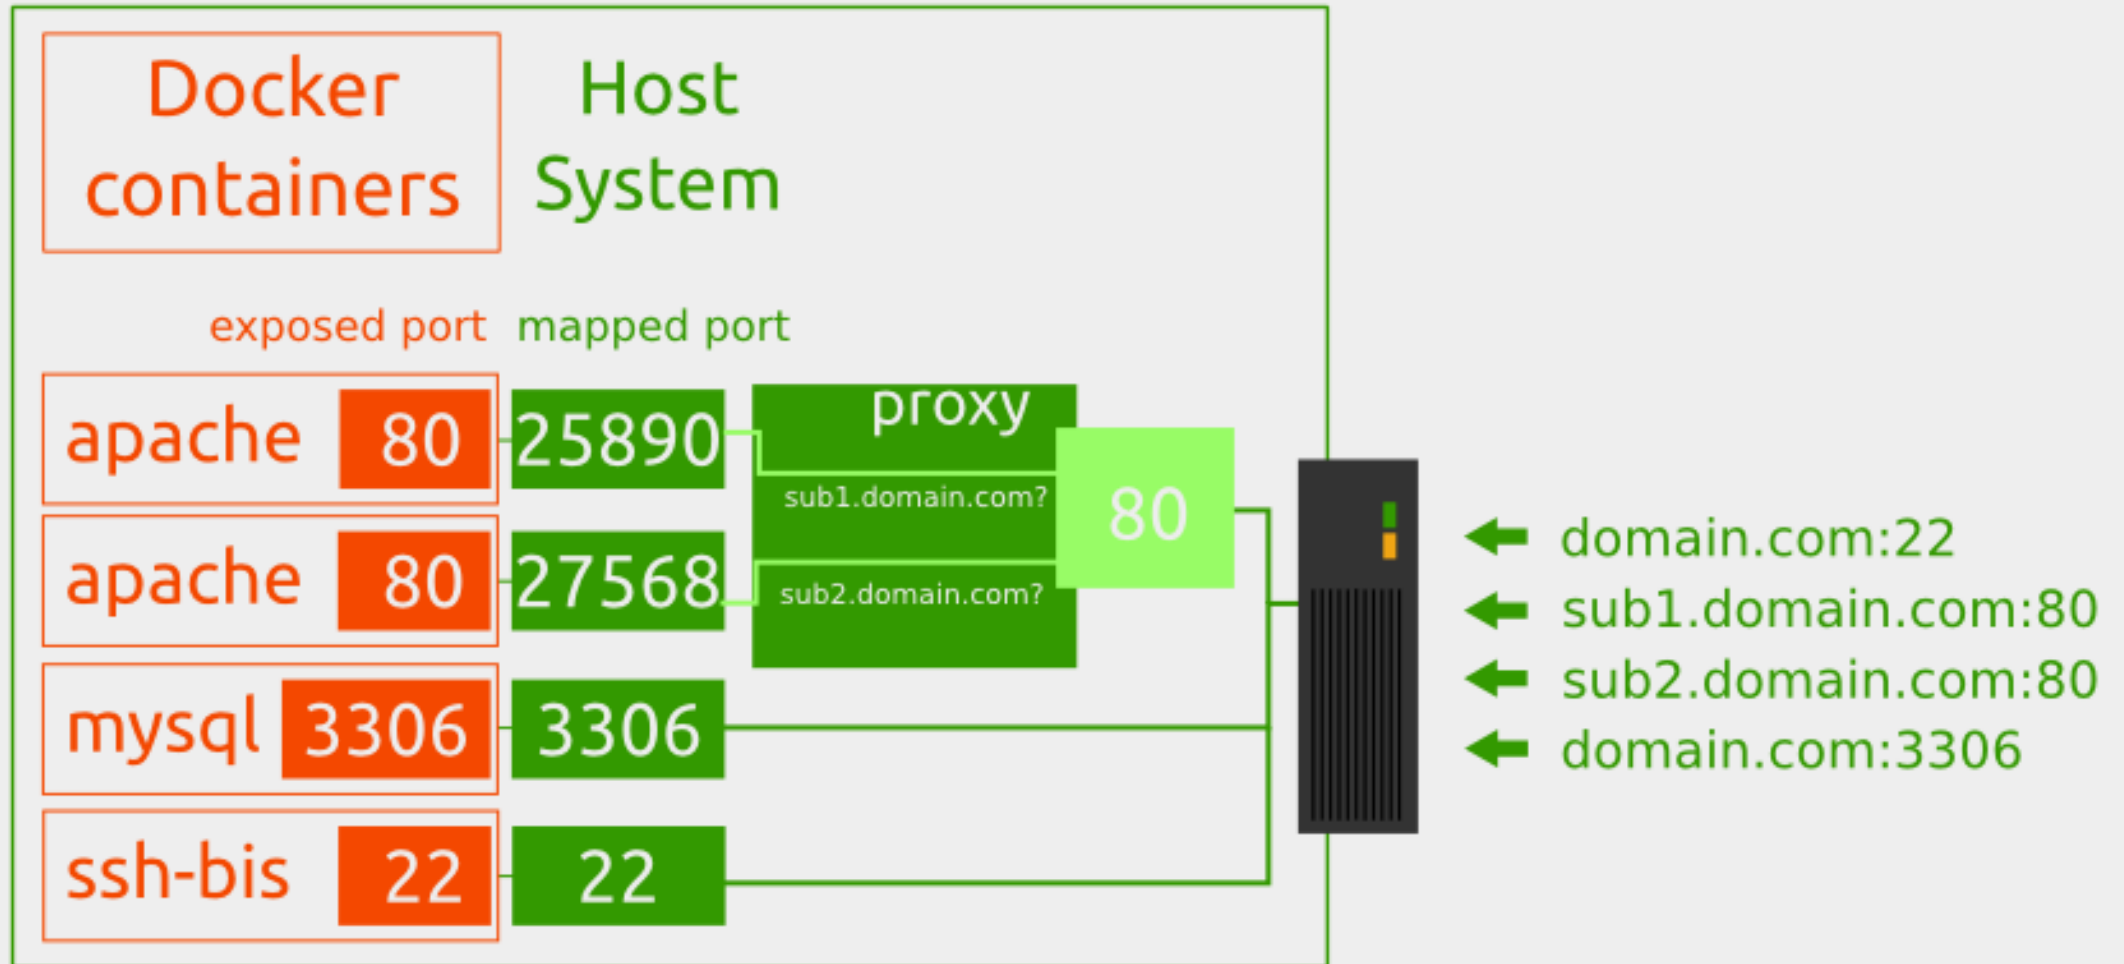 Docker
containers
Host
System
exposed port
mapped port
apache 80 25890
proxy
sub1.domain.com?
80
apache 80 27568
sub2.domain.com?
mysql 3306 3306
ssh-bis 22 22
domain.com:22
sub1.domain.com:80
sub2.domain.com:80
domain.com:3306